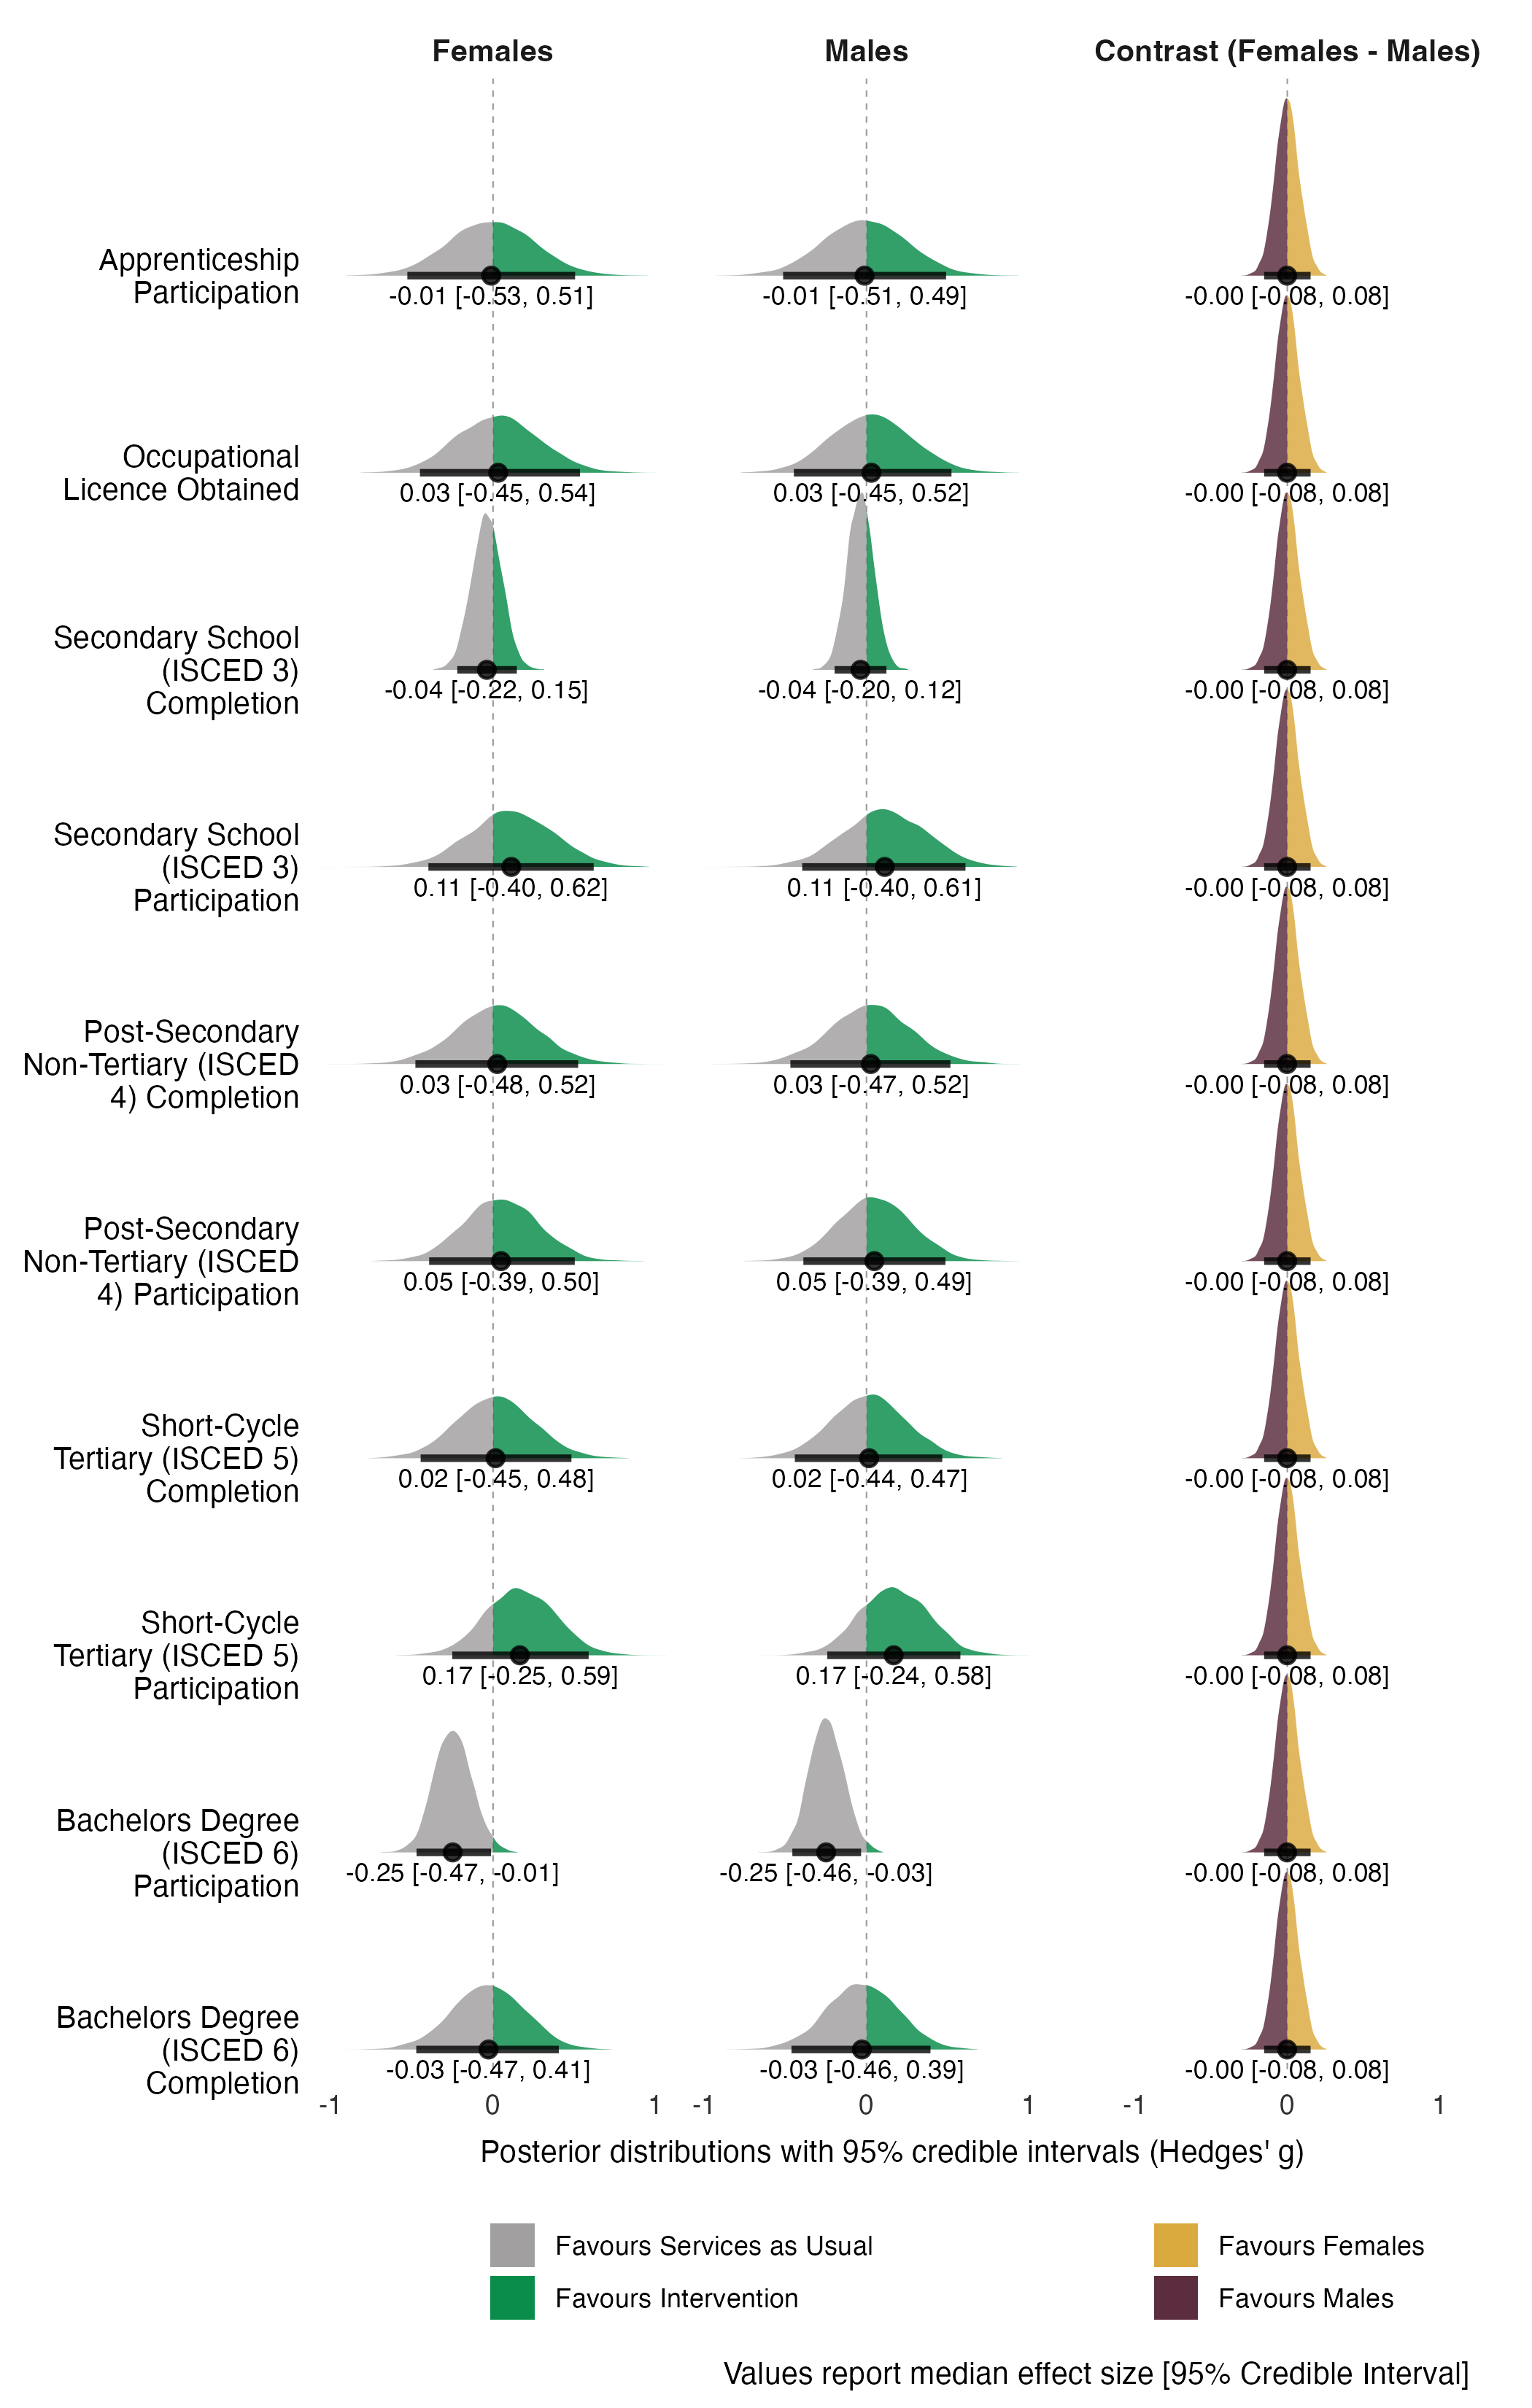 Females Males Contrast (Females - Males)
Apprenticeship
Participation
-0.01 [-0.53, 0.51] -0.01 [-0.51, 0.49] -0.00 [-0.08, 0.08]
Occupational
Licence Obtained
0.03 [-0.45, 0.54] 0.03 [-0.45, 0.52] -0.00 [-0.08, 0.08]
Secondary School
(ISCED 3)
Completion
-0.04 [-0.22, 0.15] -0.04 [-0.20, 0.12] -0.00 [-0.08, 0.08]
Secondary School
(ISCED 3)
Participation
0.11 [-0.40, 0.62] 0.11 [-0.40, 0.61] -0.00 [-0.08, 0.08]
Post-Secondary
Non-Tertiary (ISCED
4) Completion
0.03 [-0.48, 0.52] 0.03 [-0.47, 0.52] -0.00 [-0.08, 0.08]
Post-Secondary
Non-Tertiary (ISCED
4) Participation
0.05 [-0.39, 0.50] 0.05 [-0.39, 0.49] -0.00 [-0.08, 0.08]
Short-Cycle
Tertiary (ISCED 5)
Completion
0.02 [-0.45, 0.48] 0.02 [-0.44, 0.47] -0.00 [-0.08, 0.08]
Short-Cycle
Tertiary (ISCED 5)
Participation
0.17 [-0.25, 0.59] 0.17 [-0.24, 0.58] -0.00 [-0.08, 0.08]
Bachelors Degree
(ISCED 6)
Participation
-0.25 [-0.47, -0.01] -0.25 [-0.46, -0.03] -0.00 [-0.08, 0.08]
Bachelors Degree
(ISCED 6)
Completion
-0.03 [-0.47, 0.41] -0.03 [-0.46, 0.39] -0.00 [-0.08, 0.08]
-1 0 1 -1 0 1 -1 0 1
Posterior distributions with 95% credible intervals (Hedges' g)
Favours Services as Usual Favours Females
Favours Intervention Favours Males
Values report median effect size [95% Credible Interval]